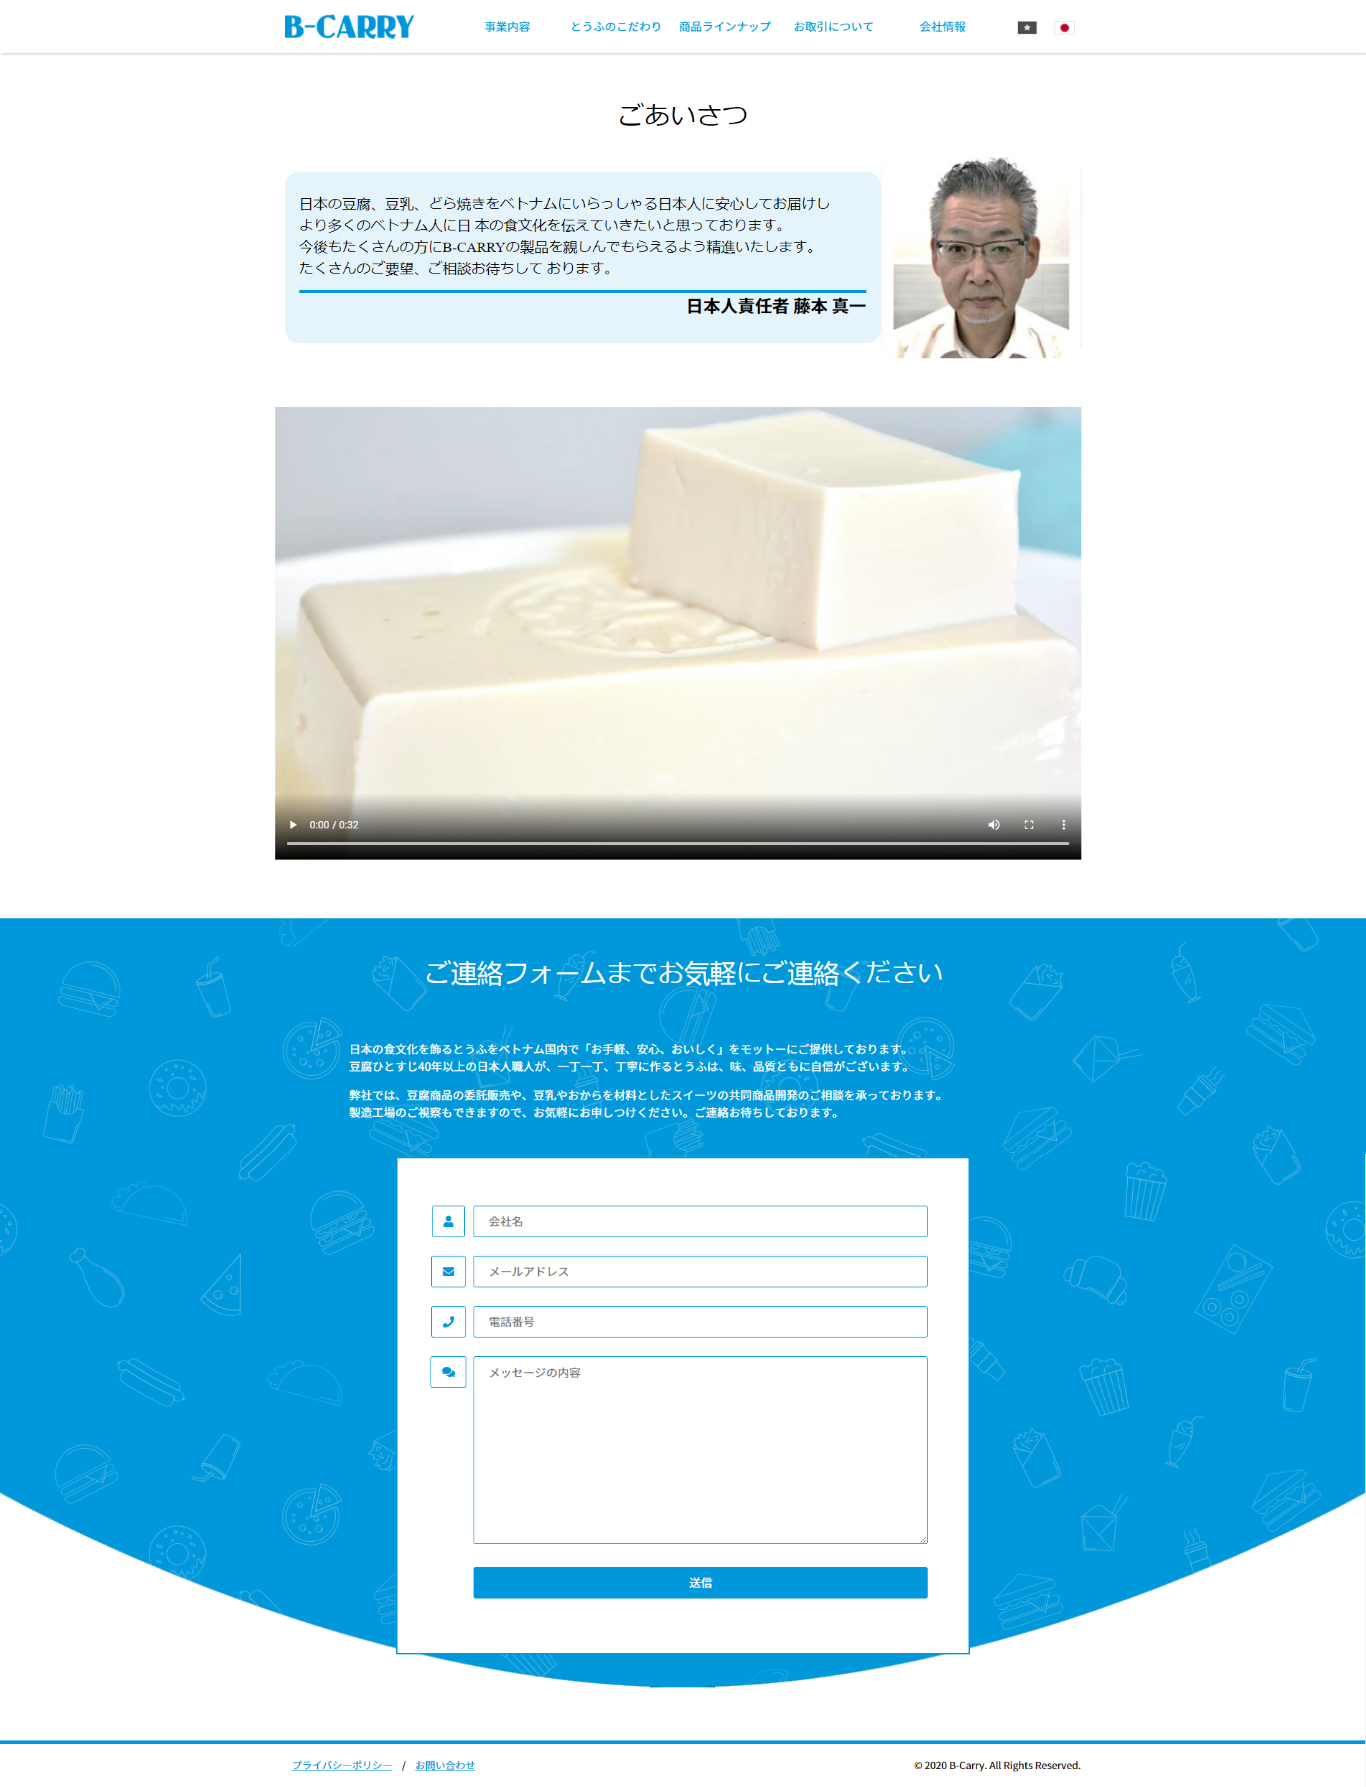 B-CARRY
事業内容
とうふのこだわり
商品ラインナップ
お取引について
会社情報
ごあいさつ
日本の豆腐、豆乳、どら焼きをベトナムにいらっしゃる日本人に安心してお届けし
より多くのベトナム人に日 本の食文化を伝えていきたいと思っております。
今後もたくさんの方にB-CARRYの製品を親しんでもらえるよう精進いたします。
たくさんのご要望、ご相談お待ちして おります。
日本人責任者 藤本 真一
0:00 / 0:32
ご連絡フォームまでお気軽にご連絡ください
日本の食文化を飾るとうふをベトナム国内で「お手軽、安心、おいしく」をモットーにご提供しております。
豆腐ひとすじ40年以上の日本人職人が、一丁一丁、丁寧に作るとうふは、味、品質ともに自信がございます。
弊社では、豆腐商品の委託販売や、豆乳やおからを材料としたスイーツの共同商品開発のご相談を承っております。
製造工場のご視察もできますので、お気軽にお申しつけください。ご連絡お待ちしております。
会社名
メールアドレス
電話番号
メッセージの内容
送信
プライバシーポリシー / お問い合わせ
© 2020 B-Carry. All Rights Reserved.